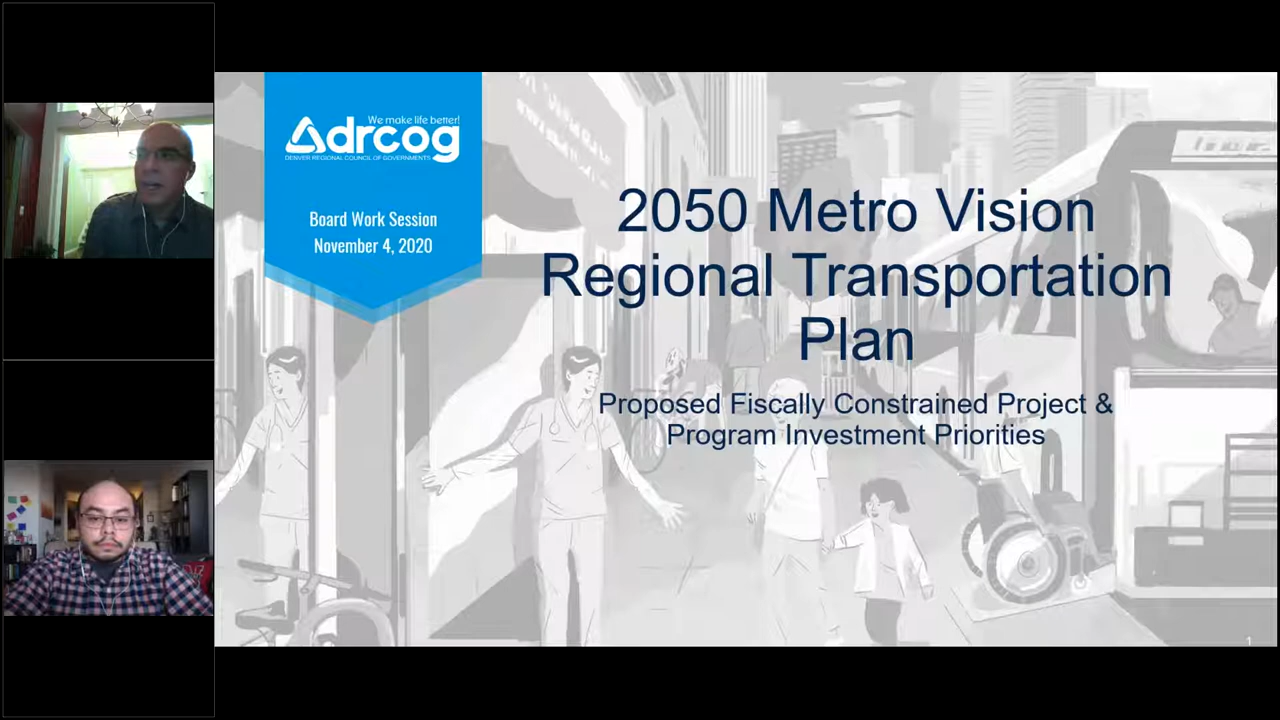 We make life better!
drcog
DENVER REGIONAL COUNCIL OF GOVERNMENTS
Board Work Session
November 4, 2020
2050 Metro Vision
Regional Transportation
Plan
Proposed Fiscally Constrained Project &
Program Investment Priorities
1